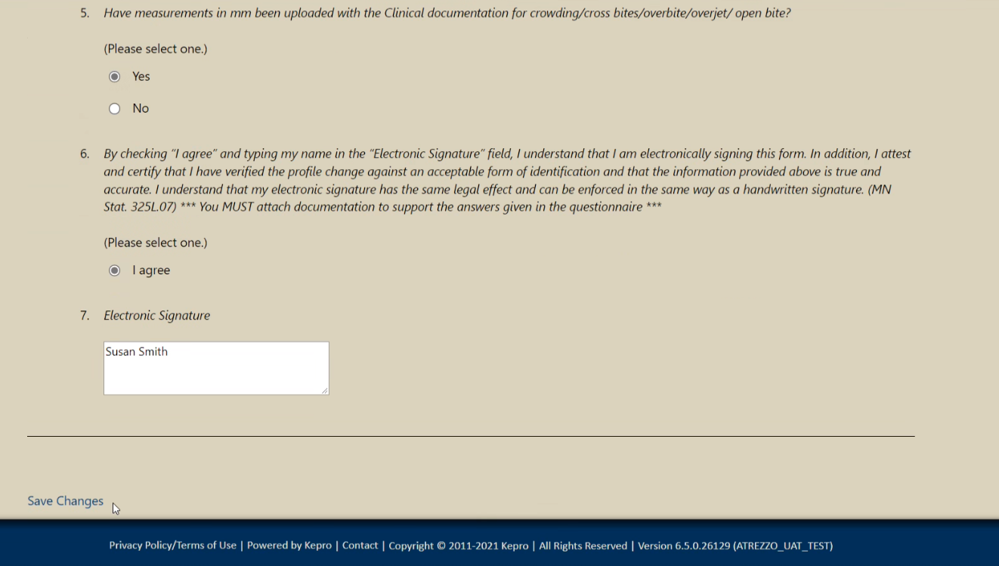 5. Have measurements in mm been uploaded with the Clinical documentation for crowding/cross bites/overbite/overjet/ open bite?
(Please select one.)
Yes
No
6. By checking "I agree" and typing my name in the "Electronic Signature" field, I understand that I am electronically signing this form. In addition, I attest
and certify that I have verified the profile change against an acceptable form of identification and that the information provided above is true and
accurate. I understand that my electronic signature has the same legal effect and can be enforced in the same way as a handwritten signature. (MN
Stat. 325L.07) *** You MUST attach documentation to support the answers given in the questionnaire ***
(Please select one.)
I agree
7. Electronic Signature
Susan Smith
Save Changes
Privacy Policy/Terms of Use | Powered by Kepro | Contact | Copyright © 2011-2021 Kepro | All Rights Reserved | Version 6.5.0.26129 (ATREZZO_UAT_TEST)